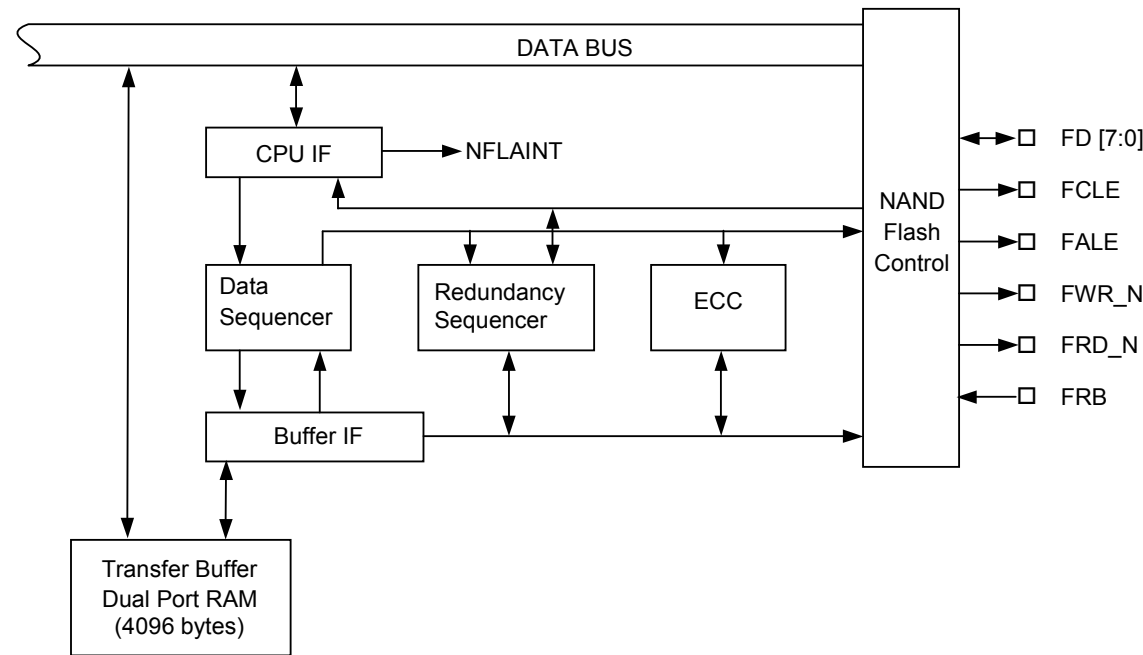 DATA BUS
CPU IF
NFLAINT
Data
Sequencer
Redundancy
Sequencer
ECC
Buffer IF
Transfer Buffer
Dual Port RAM
(4096 bytes)
NAND
Flash
Control
FD [7:0]
FCLE
FALE
FWR_N
FRD_N
FRB